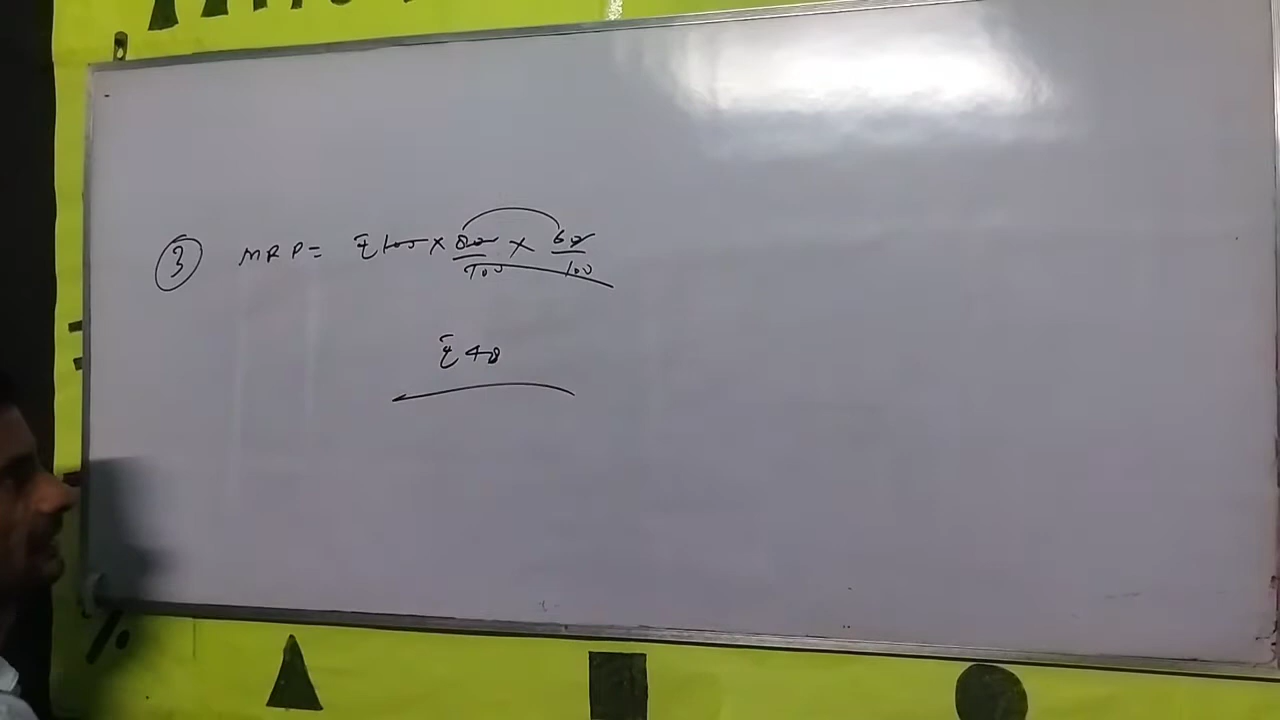 ③ MRP = ₹100 × 80/100 × 60/100
₹48
%